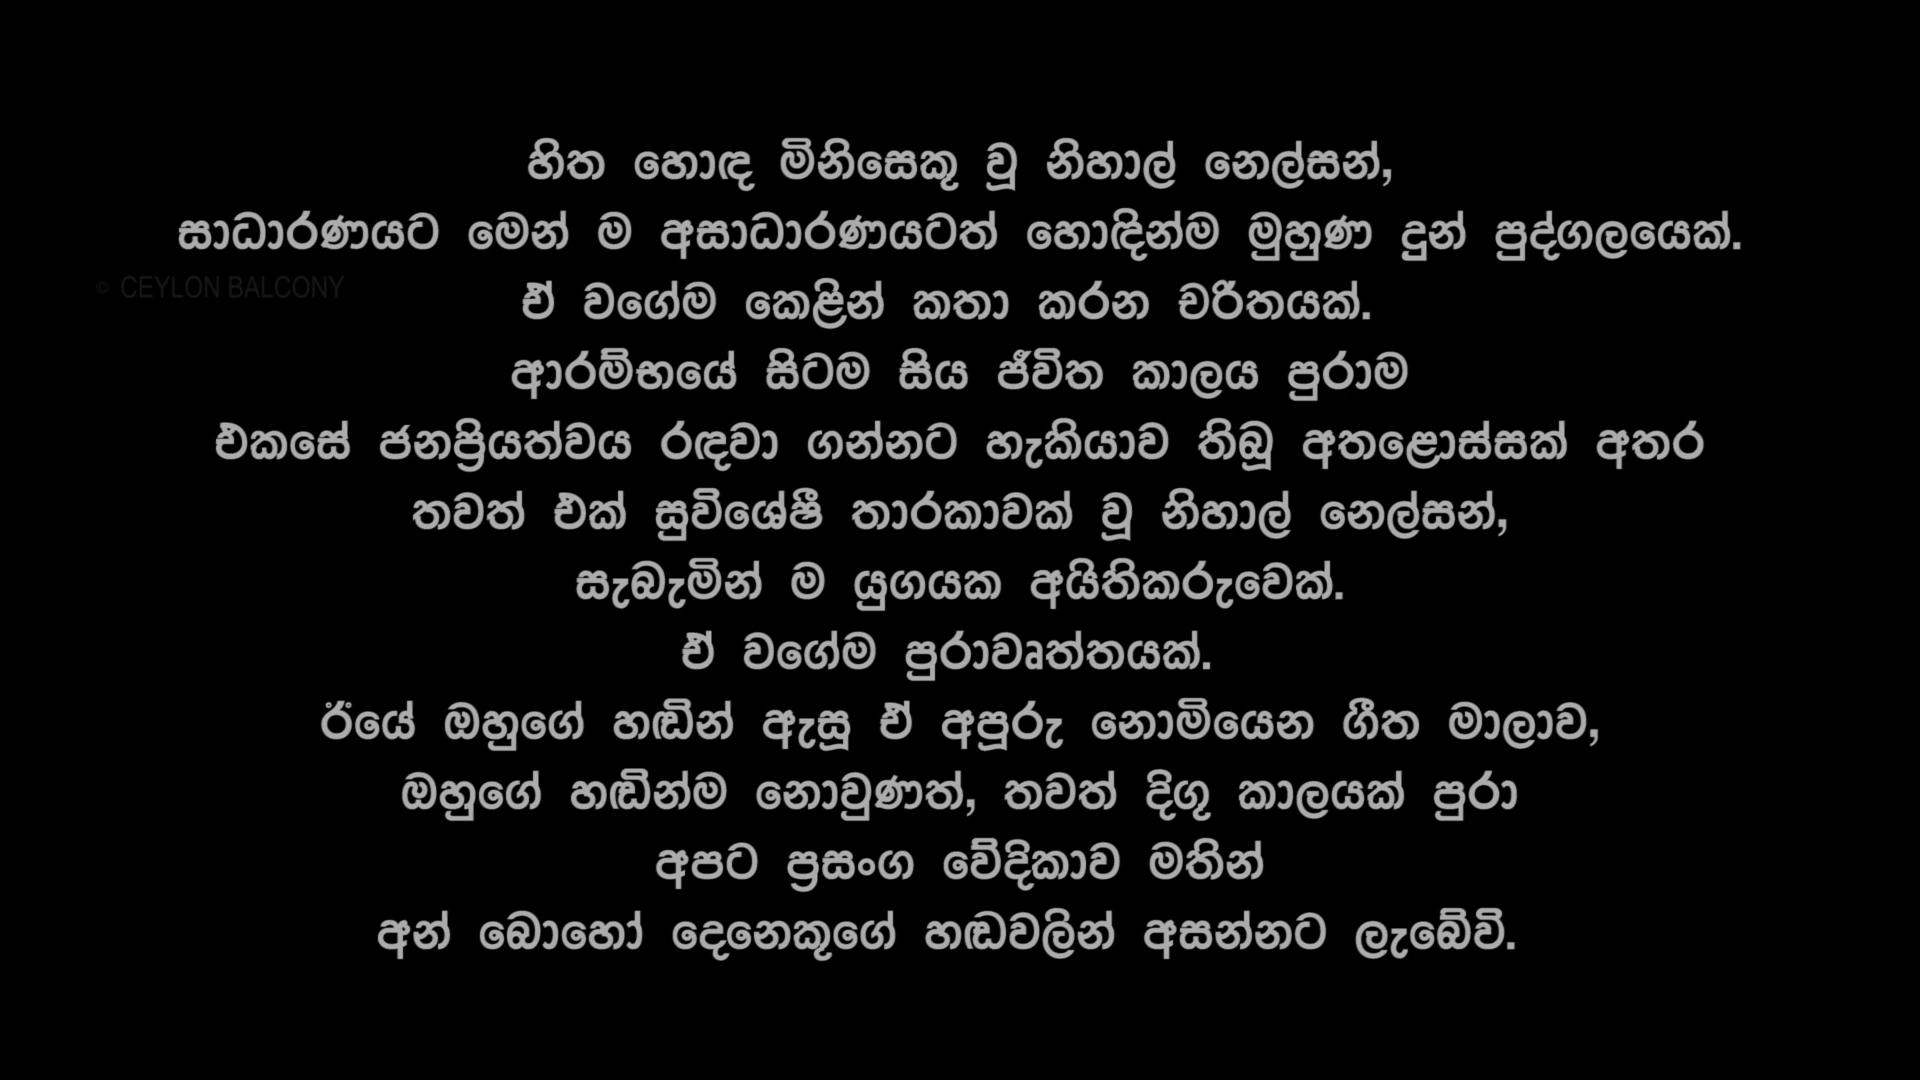 හිත හොඳ මිනිසෙකු වූ නිහාල් නෙල්සන්,
සාධාරණයට මෙන් ම අසාධාරණයටත් හොඳින්ම මුහුණ දුන් පුද්ගලයෙක්.
© CEYLON BALCONY
ඒ වගේම කෙළින් කතා කරන චරිතයක්.
ආරම්භයේ සිටම සිය ජීවිත කාලය පුරාම
එකසේ ජනප්‍රියත්වය රඳවා ගන්නට හැකියාව තිබූ අතළොස්සක් අතර
තවත් එක් සුවිශේෂී තාරකාවක් වූ නිහාල් නෙල්සන්,
සැබැමින් ම යුගයක අයිතිකරුවෙක්.
ඒ වගේම පුරාවෘත්තයක්.
ඊයේ ඔහුගේ හඬින් ඇසූ ඒ අපූරු නොමියෙන ගීත මාලාව,
ඔහුගේ හඬින්ම නොවුණත්, තවත් දිගු කාලයක් පුරා
අපට ප්‍රසංග වේදිකාව මතින්
අන් බොහෝ දෙනෙකුගේ හඬවලින් අසන්නට ලැබේවි.